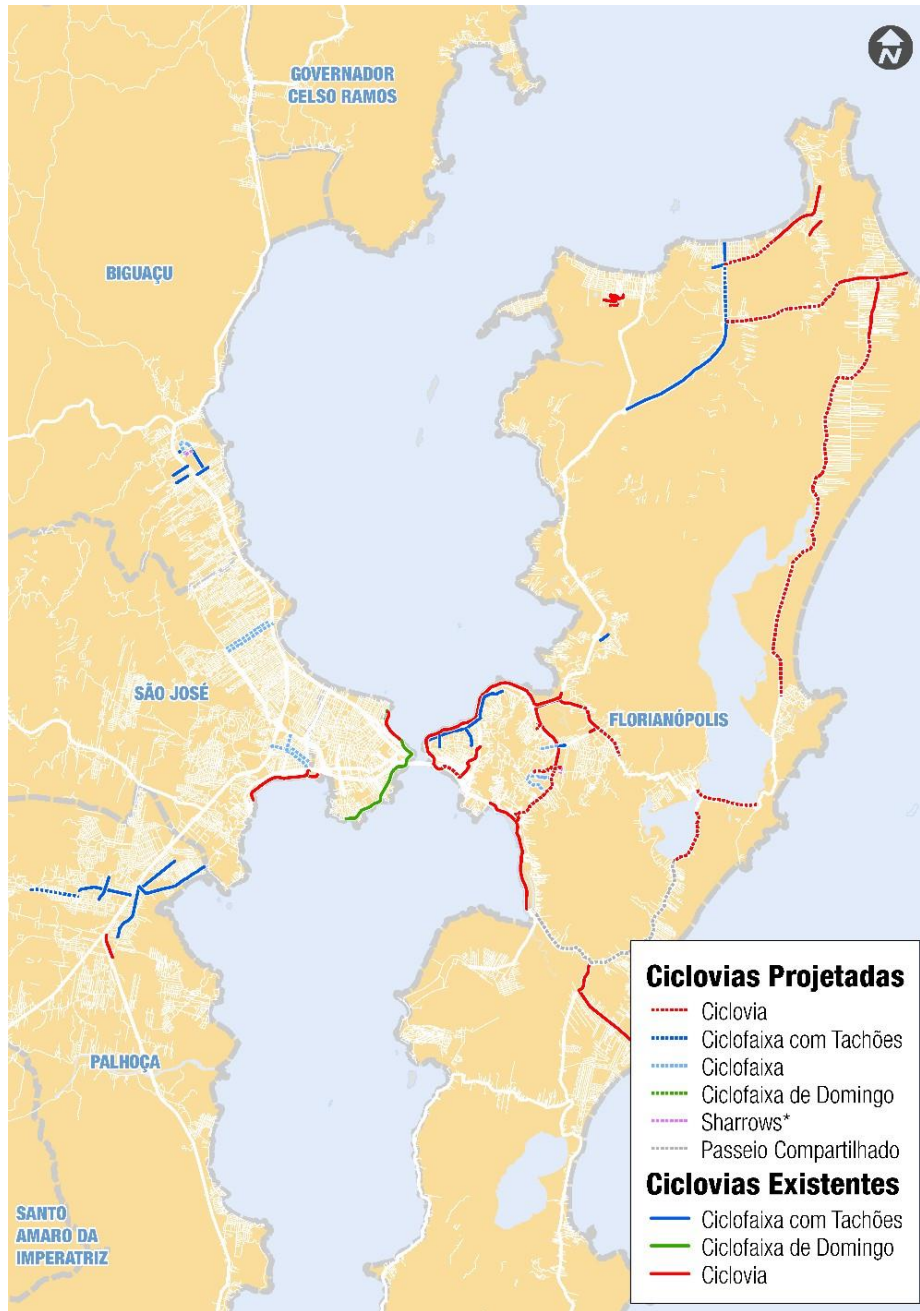 N
GOVERNADOR
CELSO RAMOS
BIGUAÇU
SÃO JOSÉ
FLORIANÓPOLIS
PALHOÇA
SANTO
AMARO DA
IMPERATRIZ
Ciclovias Projetadas
Ciclovia
Ciclofaixa com Tachões
Ciclofaixa
Ciclofaixa de Domingo
Sharrows*
Passeio Compartilhado
Ciclovias Existentes
Ciclofaixa com Tachões
Ciclofaixa de Domingo
Ciclovia